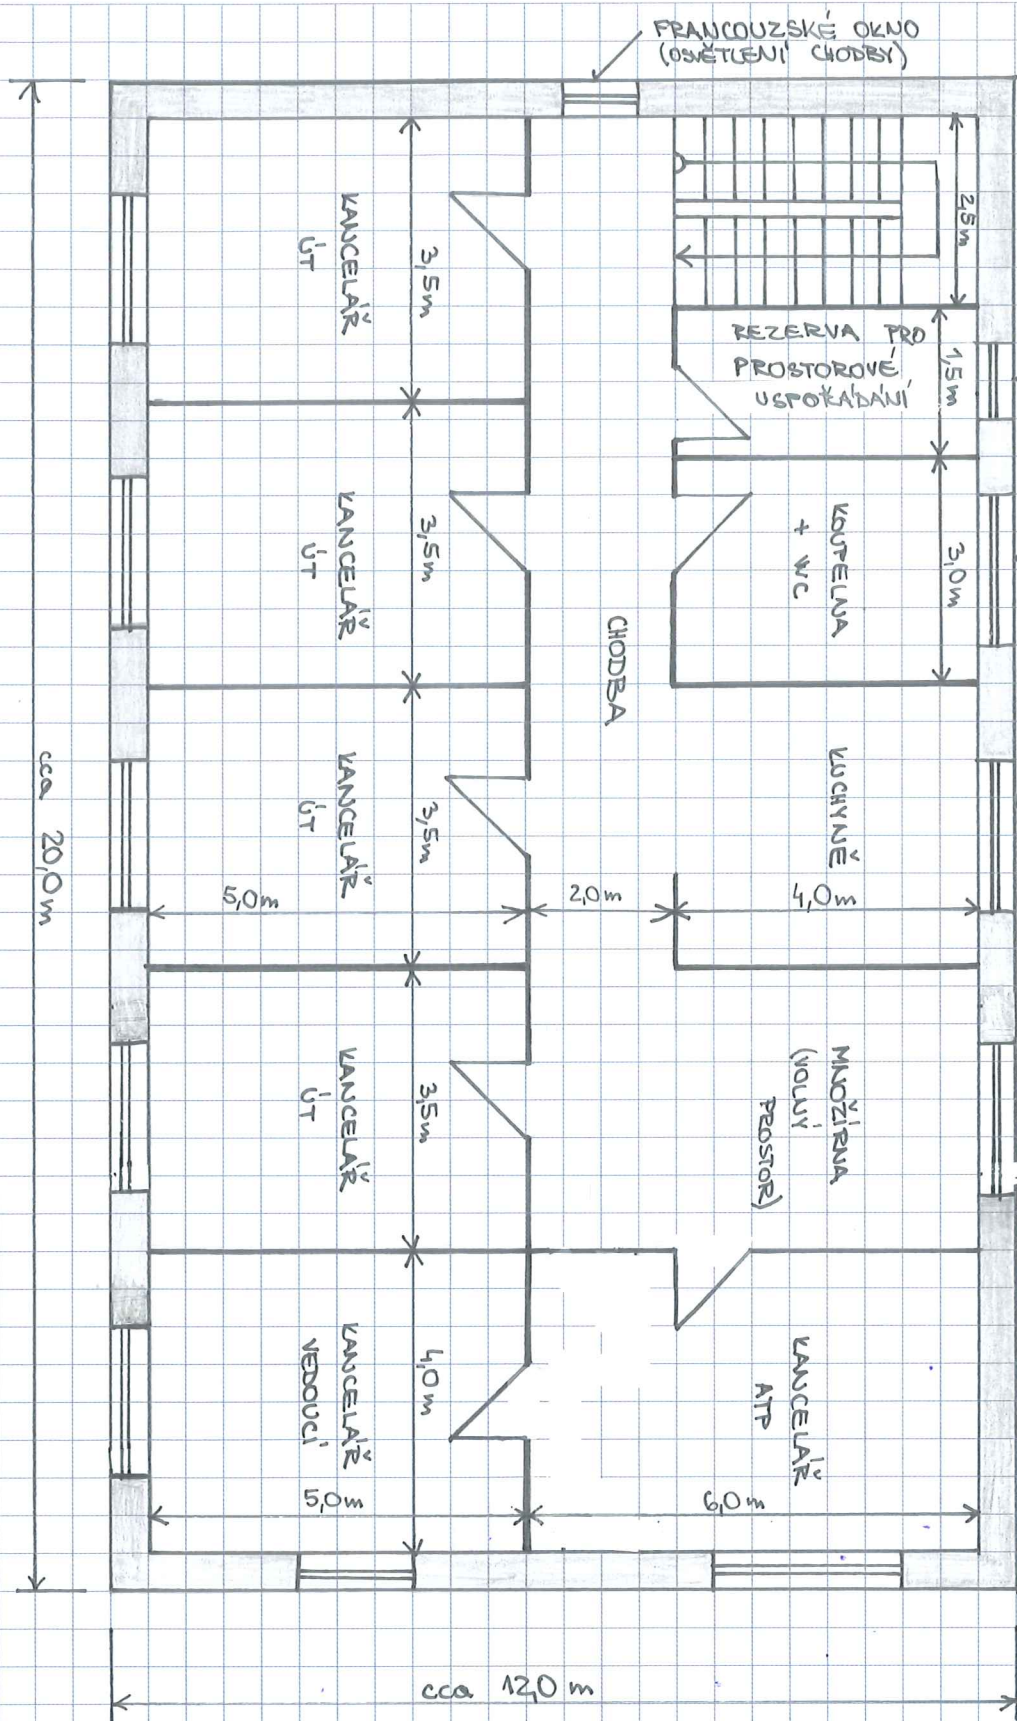 FRANCOUZSKÉ OKNO
(OSVĚTLENÍ CHODBY)
KANCELÁŘ
ÚT
3,5m
2,5m
REZERVA PRO
PROSTOROVÉ
USPOŘÁDÁNÍ
1,5m
KANCELÁŘ
ÚT
3,5m
KOUPELNA
+ WC
3,0m
CHODBA
KANCELÁŘ
ÚT
3,5m
KUCHYNĚ
5,0m
2,0m
4,0m
cca 20,0m
KANCELÁŘ
ÚT
3,5m
MNOŽÍRNA
(VOLNÝ
PROSTOR)
KANCELÁŘ
VEDOUCÍ
4,0m
KANCELÁŘ
ATP
5,0m
6,0m
cca 12,0 m